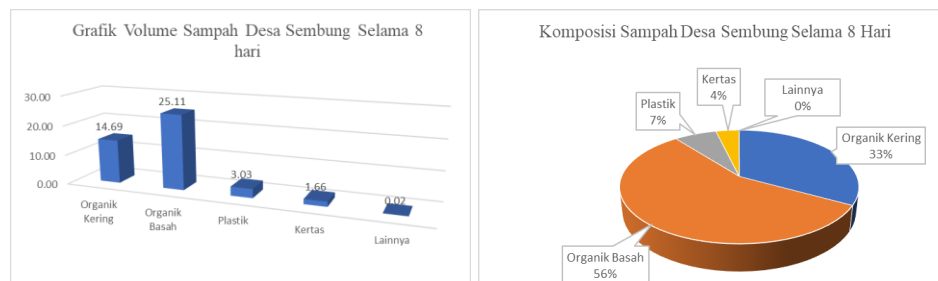 Grafik Volume Sampah Desa Sembung Selama 8
hari
30.00
20.00
10.00
0.00
14.69
25.11
3.03
1.66
0.02
Organik
Kering
Organik
Basah
Plastik
Kertas
Lainnya
Komposisi Sampah Desa Sembung Selama 8 Hari
Kertas
4%
Lainnya
0%
Plastik
7%
Organik Kering
33%
Organik Basah
56%